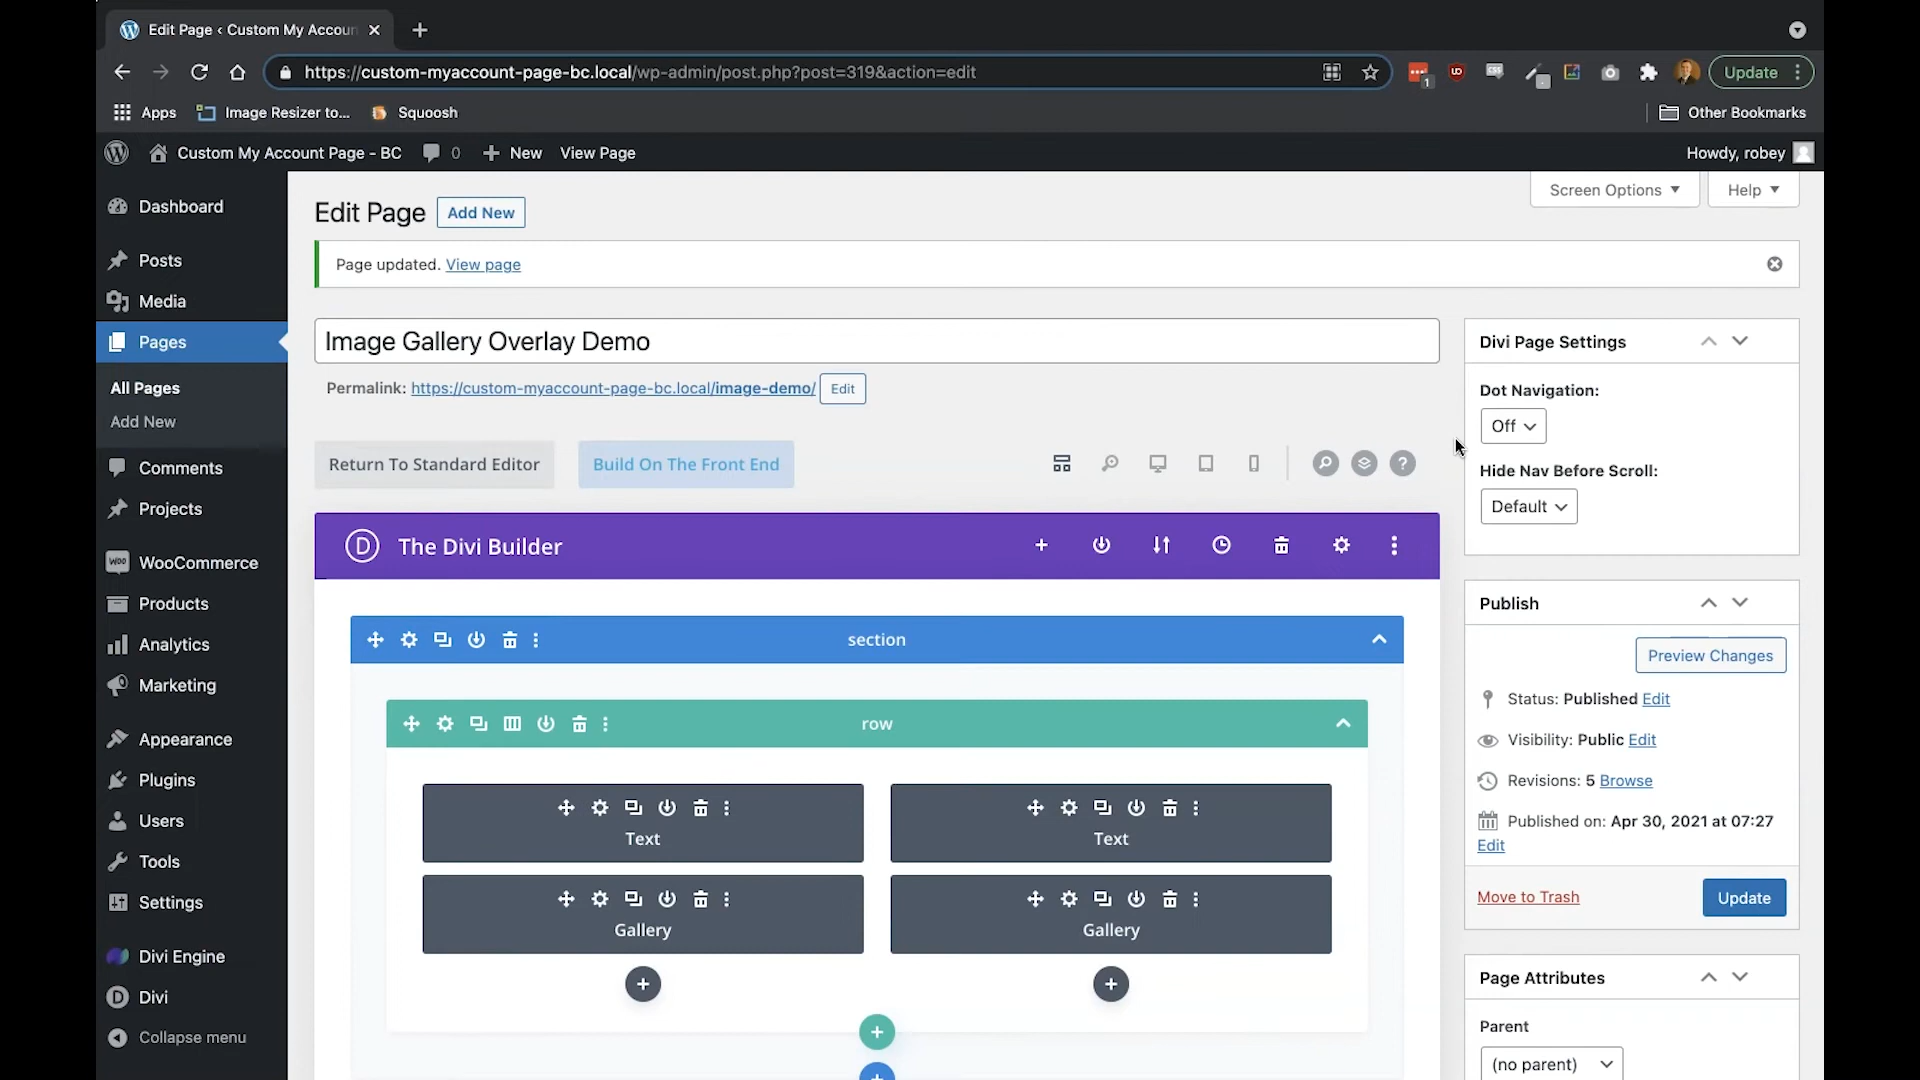 Edit Page ‹ Custom My Accoun
https://custom-myaccount-page-bc.local/wp-admin/post.php?post=319&action=edit
1
Update
Apps
Image Resizer to...
Squoosh
Other Bookmarks
Custom My Account Page - BC
0
New
View Page
Howdy, robey
Dashboard
Posts
Media
Pages
All Pages
Add New
Comments
Projects
WooCommerce
Products
Analytics
Marketing
Appearance
Plugins
Users
Tools
Settings
Divi Engine
Divi
Collapse menu
Screen Options
Help
Edit Page
Add New
Page updated. View page
Image Gallery Overlay Demo
Permalink: https://custom-myaccount-page-bc.local/image-demo/
Edit
Return To Standard Editor
Build On The Front End
The Divi Builder
section
row
Text
Text
Gallery
Gallery
Divi Page Settings
Dot Navigation:
Off
Hide Nav Before Scroll:
Default
Publish
Preview Changes
Status: Published Edit
Visibility: Public Edit
Revisions: 5 Browse
Published on: Apr 30, 2021 at 07:27
Edit
Move to Trash
Update
Page Attributes
Parent
(no parent)